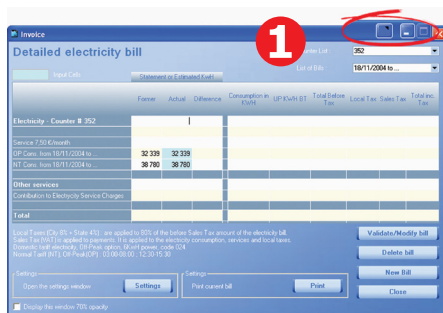 Invoice
1
Detailed electricity bill
Counter List: 352
List of Bills: 18/11/2004 to ...
Input Cells
Statement or Estimated KwH
Former Actual Difference Consumption in KWH UP KWH BT Total Before Tax Local Tax Sales Tax Total inc. Tax
Electricity - Counter # 352
Service 7,50 €/month
OP Cons. from 18/11/2004 to ... 32 339 32 339
NT Cons. from 18/11/2004 to ... 38 780 38 780
Other services
Contribution to Electrycity Service Charges
Total
Local Taxes (City 8% + State 4%) : are applied to 80% of the before Sales Tax amount of the electricity bill.
Sales Tax (VAT) is applied to payments. It is applied to the electricity consumption, services and local taxes.
Domestic tariff electricity, Off-Peak option, 6KwH power, code 024.
Normal Tariff (NT), Off-Peak(OP) : 03:00-08:00 ; 12:30-15:30
Validate/Modify bill
Delete bill
New Bill
Close
Settings
Open the settings window Settings
Settings
Print current bill Print
Display this window 70% opacity